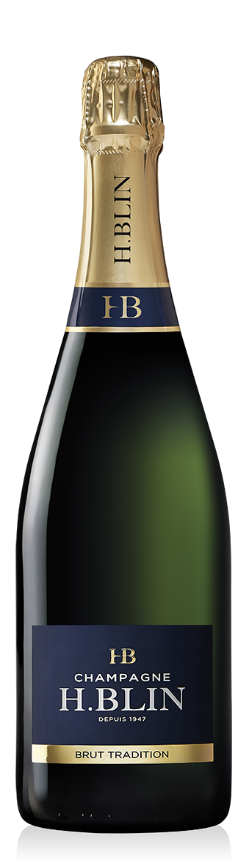 H.BLIN
HB
HB
CHAMPAGNE
H.BLIN
DEPUIS 1947
BRUT TRADITION